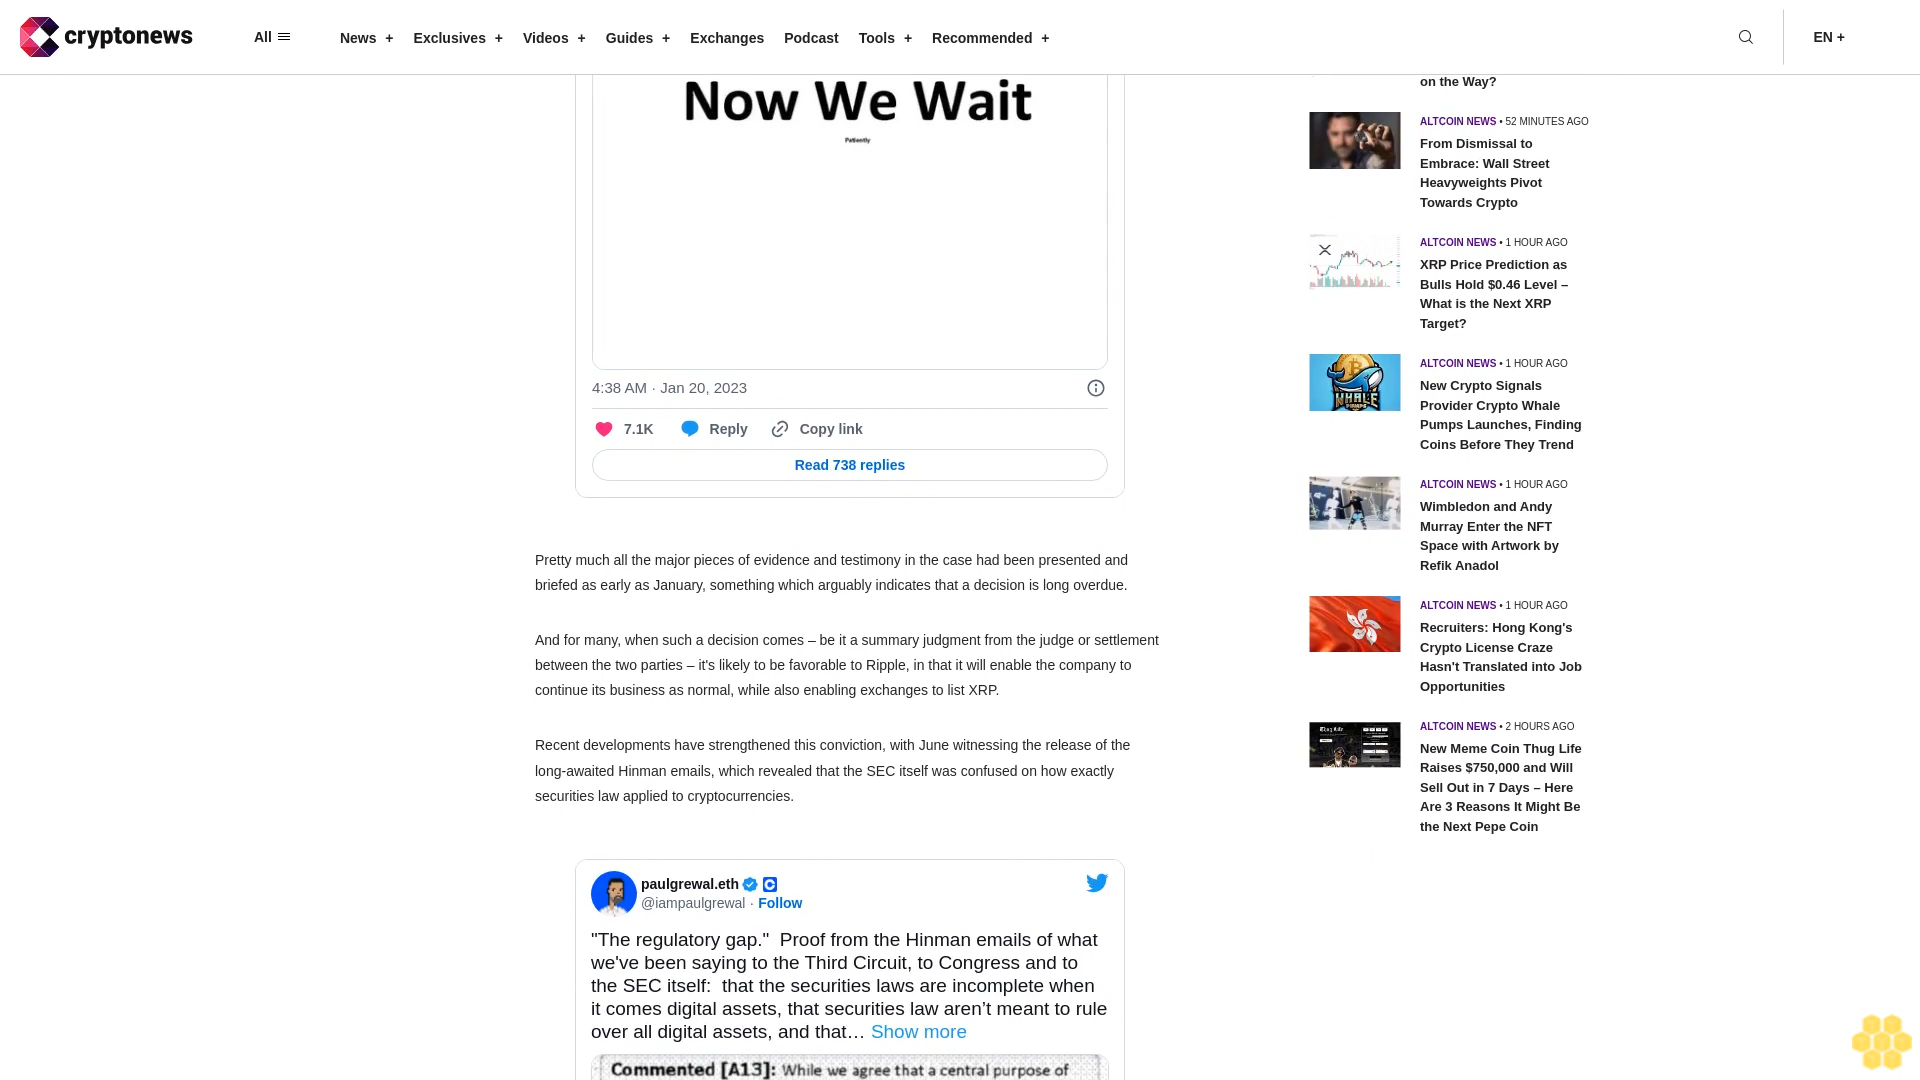 cryptonews
All
News +
Exclusives +
Videos +
Guides +
Exchanges
Podcast
Tools +
Recommended +
EN +
Now We Wait
Patiently
4:38 AM · Jan 20, 2023
7.1K
Reply
Copy link
Read 738 replies
Pretty much all the major pieces of evidence and testimony in the case had been presented and
briefed as early as January, something which arguably indicates that a decision is long overdue.
And for many, when such a decision comes – be it a summary judgment from the judge or settlement
between the two parties – it's likely to be favorable to Ripple, in that it will enable the company to
continue its business as normal, while also enabling exchanges to list XRP.
Recent developments have strengthened this conviction, with June witnessing the release of the
long-awaited Hinman emails, which revealed that the SEC itself was confused on how exactly
securities law applied to cryptocurrencies.
paulgrewal.eth
@iampaulgrewal · Follow
"The regulatory gap."  Proof from the Hinman emails of what
we've been saying to the Third Circuit, to Congress and to
the SEC itself:  that the securities laws are incomplete when
it comes digital assets, that securities law aren’t meant to rule
over all digital assets, and that… Show more
Commented [A13]: While we agree that a central purpose of
on the Way?
ALTCOIN NEWS • 52 MINUTES AGO
From Dismissal to
Embrace: Wall Street
Heavyweights Pivot
Towards Crypto
ALTCOIN NEWS • 1 HOUR AGO
XRP Price Prediction as
Bulls Hold $0.46 Level –
What is the Next XRP
Target?
WHALE
ALTCOIN NEWS • 1 HOUR AGO
New Crypto Signals
Provider Crypto Whale
Pumps Launches, Finding
Coins Before They Trend
ALTCOIN NEWS • 1 HOUR AGO
Wimbledon and Andy
Murray Enter the NFT
Space with Artwork by
Refik Anadol
ALTCOIN NEWS • 1 HOUR AGO
Recruiters: Hong Kong's
Crypto License Craze
Hasn't Translated into Job
Opportunities
Thug Life
ALTCOIN NEWS • 2 HOURS AGO
New Meme Coin Thug Life
Raises $750,000 and Will
Sell Out in 7 Days – Here
Are 3 Reasons It Might Be
the Next Pepe Coin